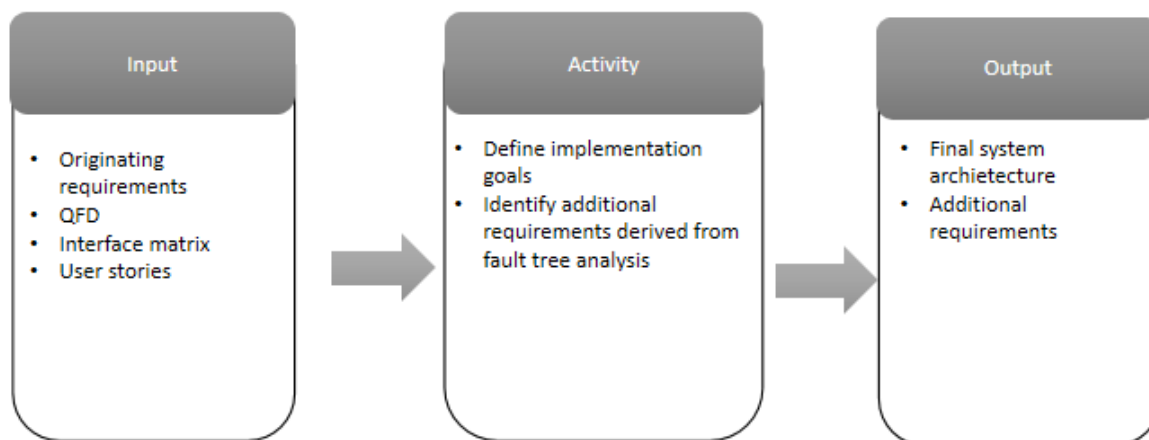 Input
• Originating
requirements
• QFD
• Interface matrix
• User stories
Activity
• Define implementation
goals
• Identify additional
requirements derived from
fault tree analysis
Output
• Final system
archietecture
• Additional
requirements